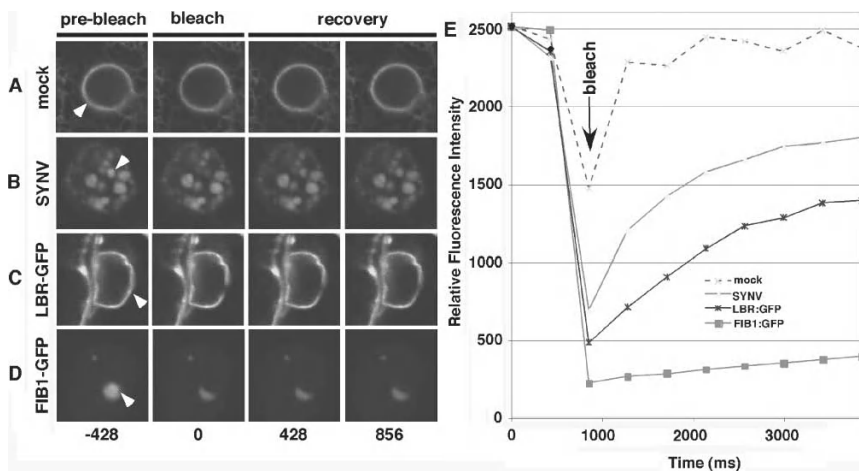 pre-bleach bleach recovery
A mock
B SYNV
C LBR-GFP
D FIB1-GFP
-428 0 428 856
E
Relative Fluorescence Intensity
2500
2000
1500
1000
500
0
bleach
mock
SYNV
LBR:GFP
FIB1:GFP
0 1000 2000 3000
Time (ms)